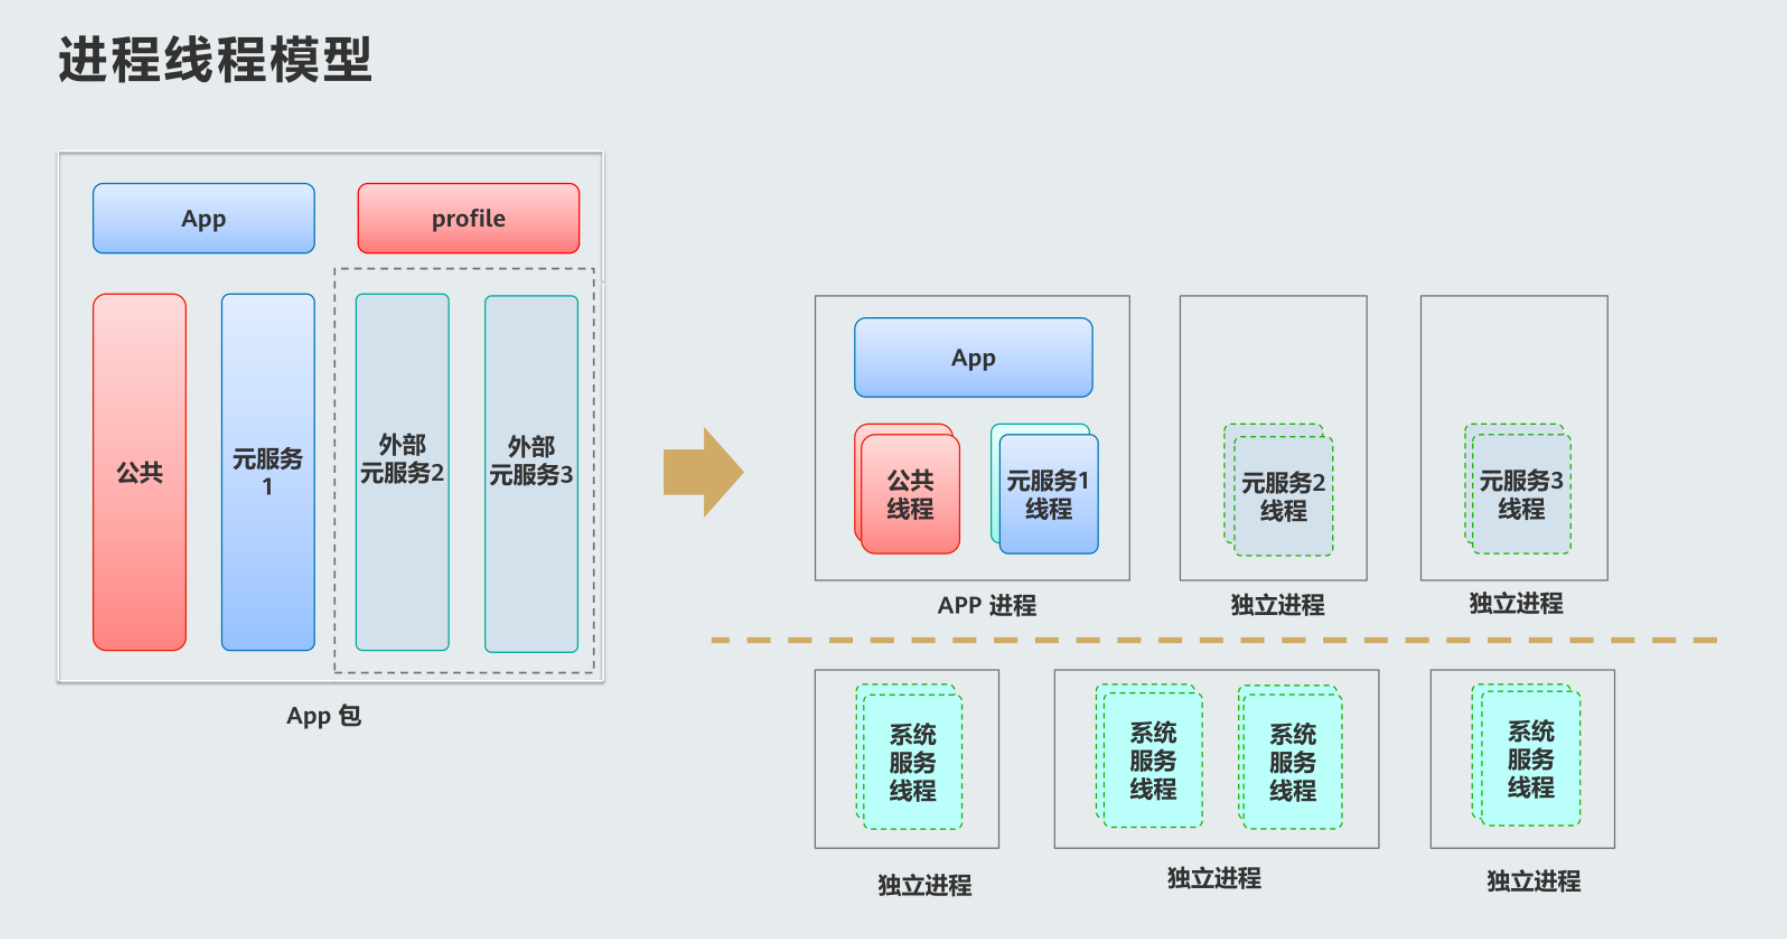 进程线程模型
App
profile
公共
元服务
1
外部
元服务2
外部
元服务3
App 包
App
公共
线程
元服务1
线程
APP 进程
元服务2
线程
独立进程
元服务3
线程
独立进程
系统
服务
线程
独立进程
系统
服务
线程
系统
服务
线程
独立进程
系统
服务
线程
独立进程